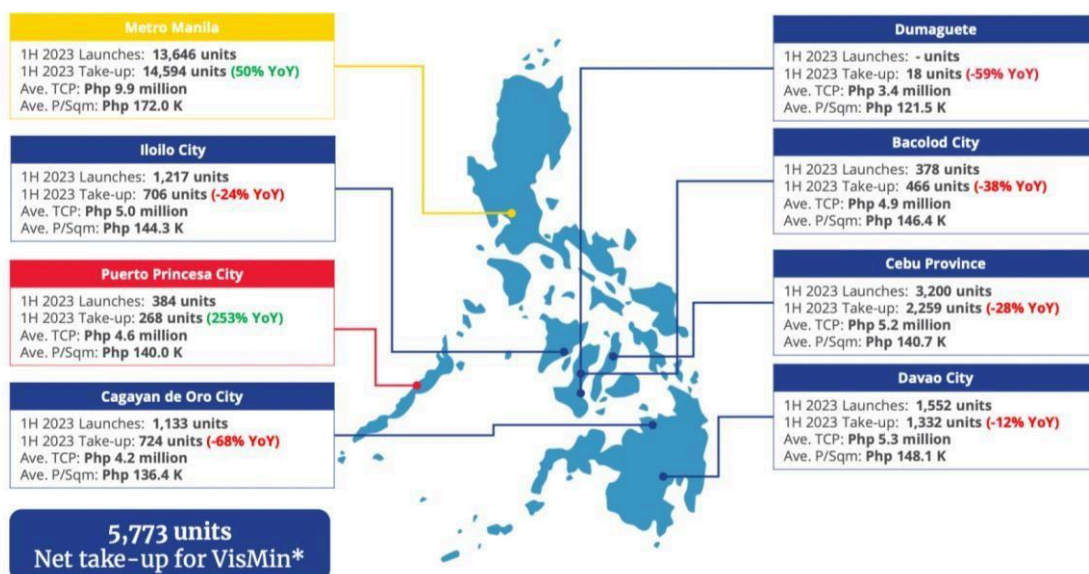 Metro Manila
1H 2023 Launches: 13,646 units
1H 2023 Take-up: 14,594 units (50% YoY)
Ave. TCP: Php 9.9 million
Ave. P/Sqm: Php 172.0 K
Iloilo City
1H 2023 Launches: 1,217 units
1H 2023 Take-up: 706 units (-24% YoY)
Ave. TCP: Php 5.0 million
Ave. P/Sqm: Php 144.3 K
Puerto Princesa City
1H 2023 Launches: 384 units
1H 2023 Take-up: 268 units (253% YoY)
Ave. TCP: Php 4.6 million
Ave. P/Sqm: Php 140.0 K
Cagayan de Oro City
1H 2023 Launches: 1,133 units
1H 2023 Take-up: 724 units (-68% YoY)
Ave. TCP: Php 4.2 million
Ave. P/Sqm: Php 136.4 K
5,773 units
Net take-up for VisMin*
Dumaguete
1H 2023 Launches: - units
1H 2023 Take-up: 18 units (-59% YoY)
Ave. TCP: Php 3.4 million
Ave. P/Sqm: Php 121.5 K
Bacolod City
1H 2023 Launches: 378 units
1H 2023 Take-up: 466 units (-38% YoY)
Ave. TCP: Php 4.9 million
Ave. P/Sqm: Php 146.4 K
Cebu Province
1H 2023 Launches: 3,200 units
1H 2023 Take-up: 2,259 units (-28% YoY)
Ave. TCP: Php 5.2 million
Ave. P/Sqm: Php 140.7 K
Davao City
1H 2023 Launches: 1,552 units
1H 2023 Take-up: 1,332 units (-12% YoY)
Ave. TCP: Php 5.3 million
Ave. P/Sqm: Php 148.1 K